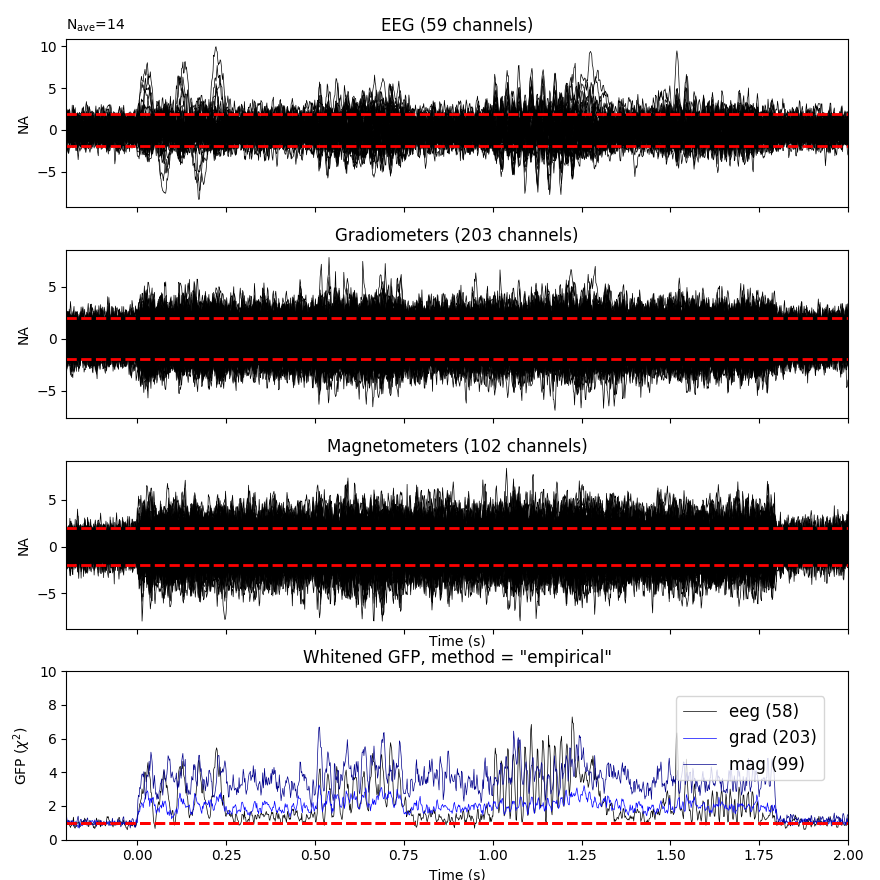 N_ave=14
EEG (59 channels)
10
5
0
−5
NA
Gradiometers (203 channels)
5
0
−5
NA
Magnetometers (102 channels)
5
0
−5
NA
Time (s)
Whitened GFP, method = "empirical"
10
8
6
4
2
0
GFP (χ²)
eeg (58)
grad (203)
mag (99)
0.00 0.25 0.50 0.75 1.00 1.25 1.50 1.75 2.00
Time (s)